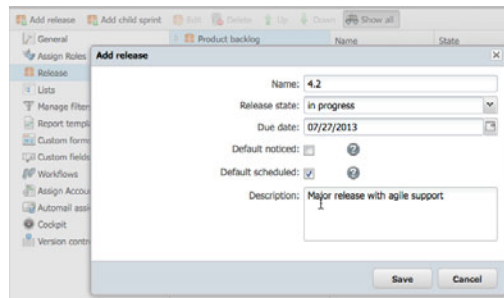 Add release Add child sprint Edit Delete Up Down Show all
General Product backlog Name State
Assign Roles Add release
Release Name: 4.2
Lists Release state: in progress
Manage filter Due date: 07/27/2013
Report templ Default noticed:
Custom forms Default scheduled:
Custom fields Description: Major release with agile support
Workflows
Assign Accou
Automail assi
Cockpit
Version contr
Save Cancel